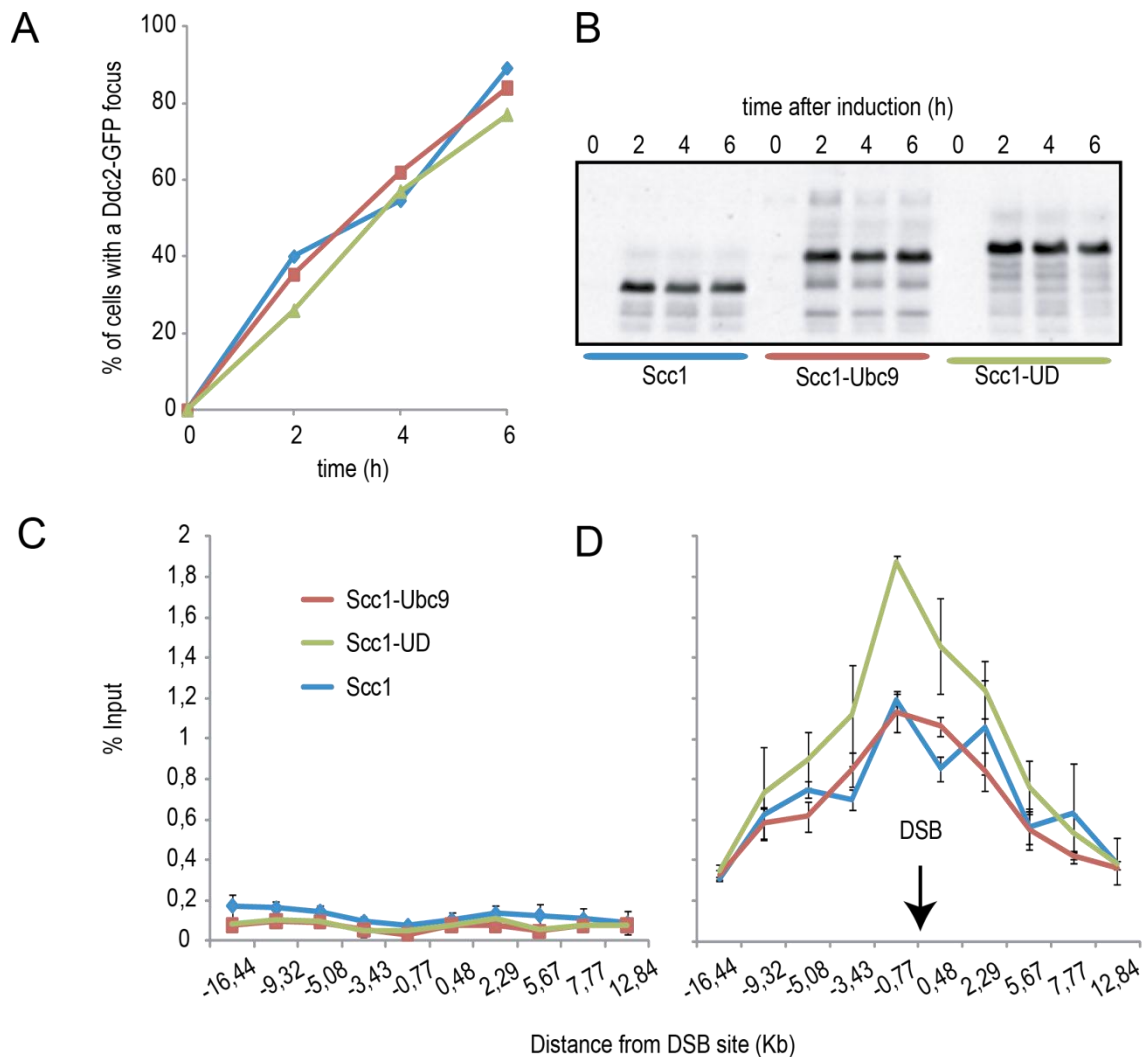 A
% of cells with a Ddc2-GFP focus
100
80
60
40
20
0
0 2 4 6
time (h)
B
time after induction (h)
0 2 4 6 0 2 4 6 0 2 4 6
Scc1 Scc1-Ubc9 Scc1-UD
C
% Input
2
1,8
1,6
1,4
1,2
1
0,8
0,6
0,4
0,2
0
Scc1-Ubc9
Scc1-UD
Scc1
-16,44 -9,32 -5,08 -3,43 -0,77 0,48 2,29 5,67 7,77 12,84
D
DSB
-16,44 -9,32 -5,08 -3,43 -0,77 0,48 2,29 5,67 7,77 12,84
Distance from DSB site (Kb)